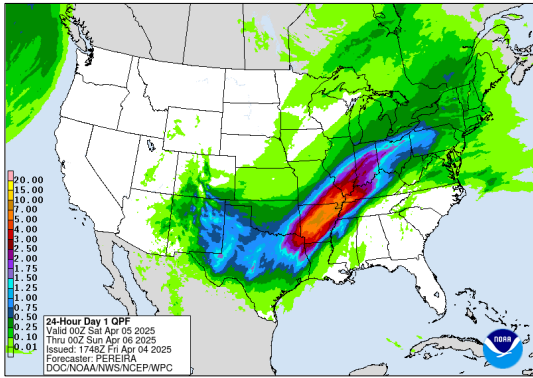 20.00
15.00
10.00
7.00
5.00
4.00
3.00
2.50
2.00
1.75
1.50
1.25
1.00
0.75
0.50
0.25
0.10
0.01
24-Hour Day 1 QPF
Valid 00Z Sat Apr 05 2025
Thru 00Z Sun Apr 06 2025
Issued: 1748Z Fri Apr 04 2025
Forecaster: PEREIRA
DOC/NOAA/NWS/NCEP/WPC
NOAA